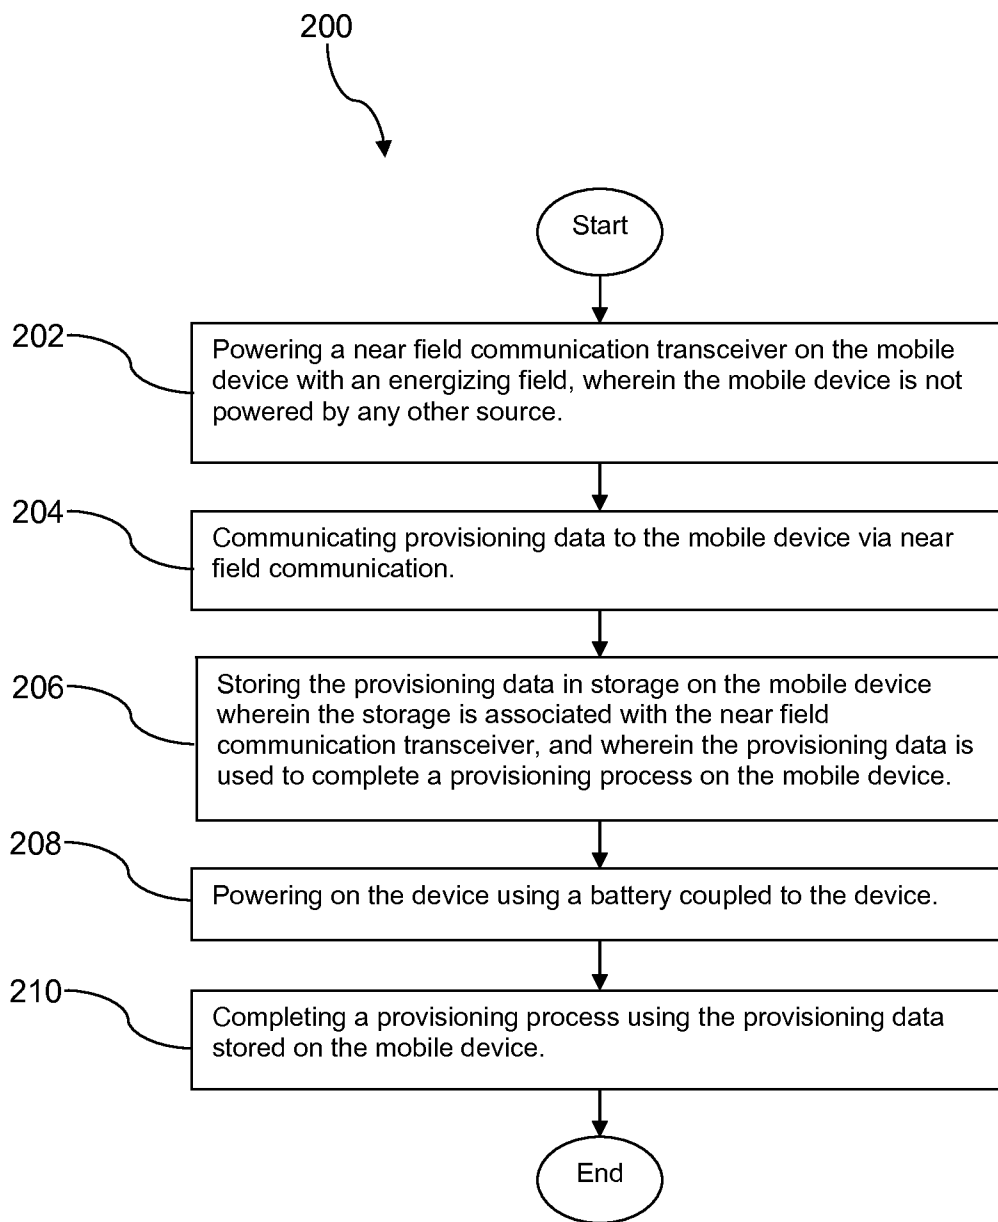 200
Start
202
Powering a near field communication transceiver on the mobile
device with an energizing field, wherein the mobile device is not
powered by any other source.
204
Communicating provisioning data to the mobile device via near
field communication.
206
Storing the provisioning data in storage on the mobile device
wherein the storage is associated with the near field
communication transceiver, and wherein the provisioning data is
used to complete a provisioning process on the mobile device.
208
Powering on the device using a battery coupled to the device.
210
Completing a provisioning process using the provisioning data
stored on the mobile device.
End